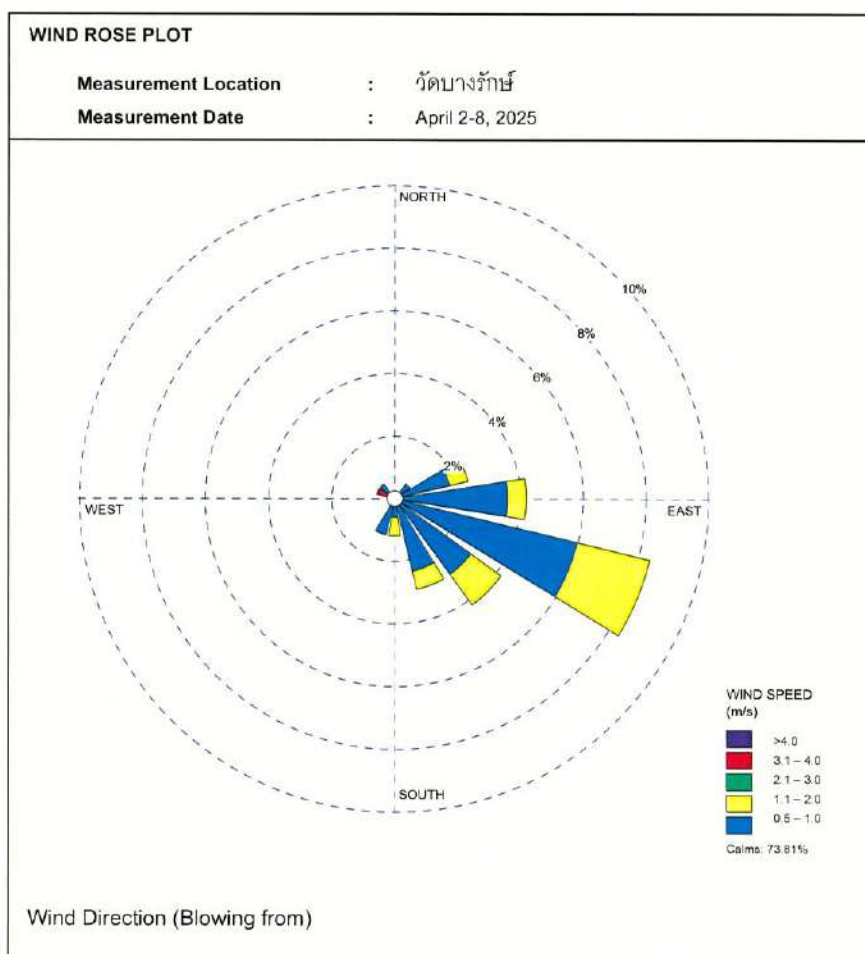 WIND ROSE PLOT
Measurement Location : วัดบางรักษ์
Measurement Date : April 2-8, 2025
NORTH
10%
8%
6%
4%
2%
WEST
EAST
SOUTH
WIND SPEED
(m/s)
>4.0
3.1 – 4.0
2.1 – 3.0
1.1 – 2.0
0.5 – 1.0
Calms: 73.81%
Wind Direction (Blowing from)